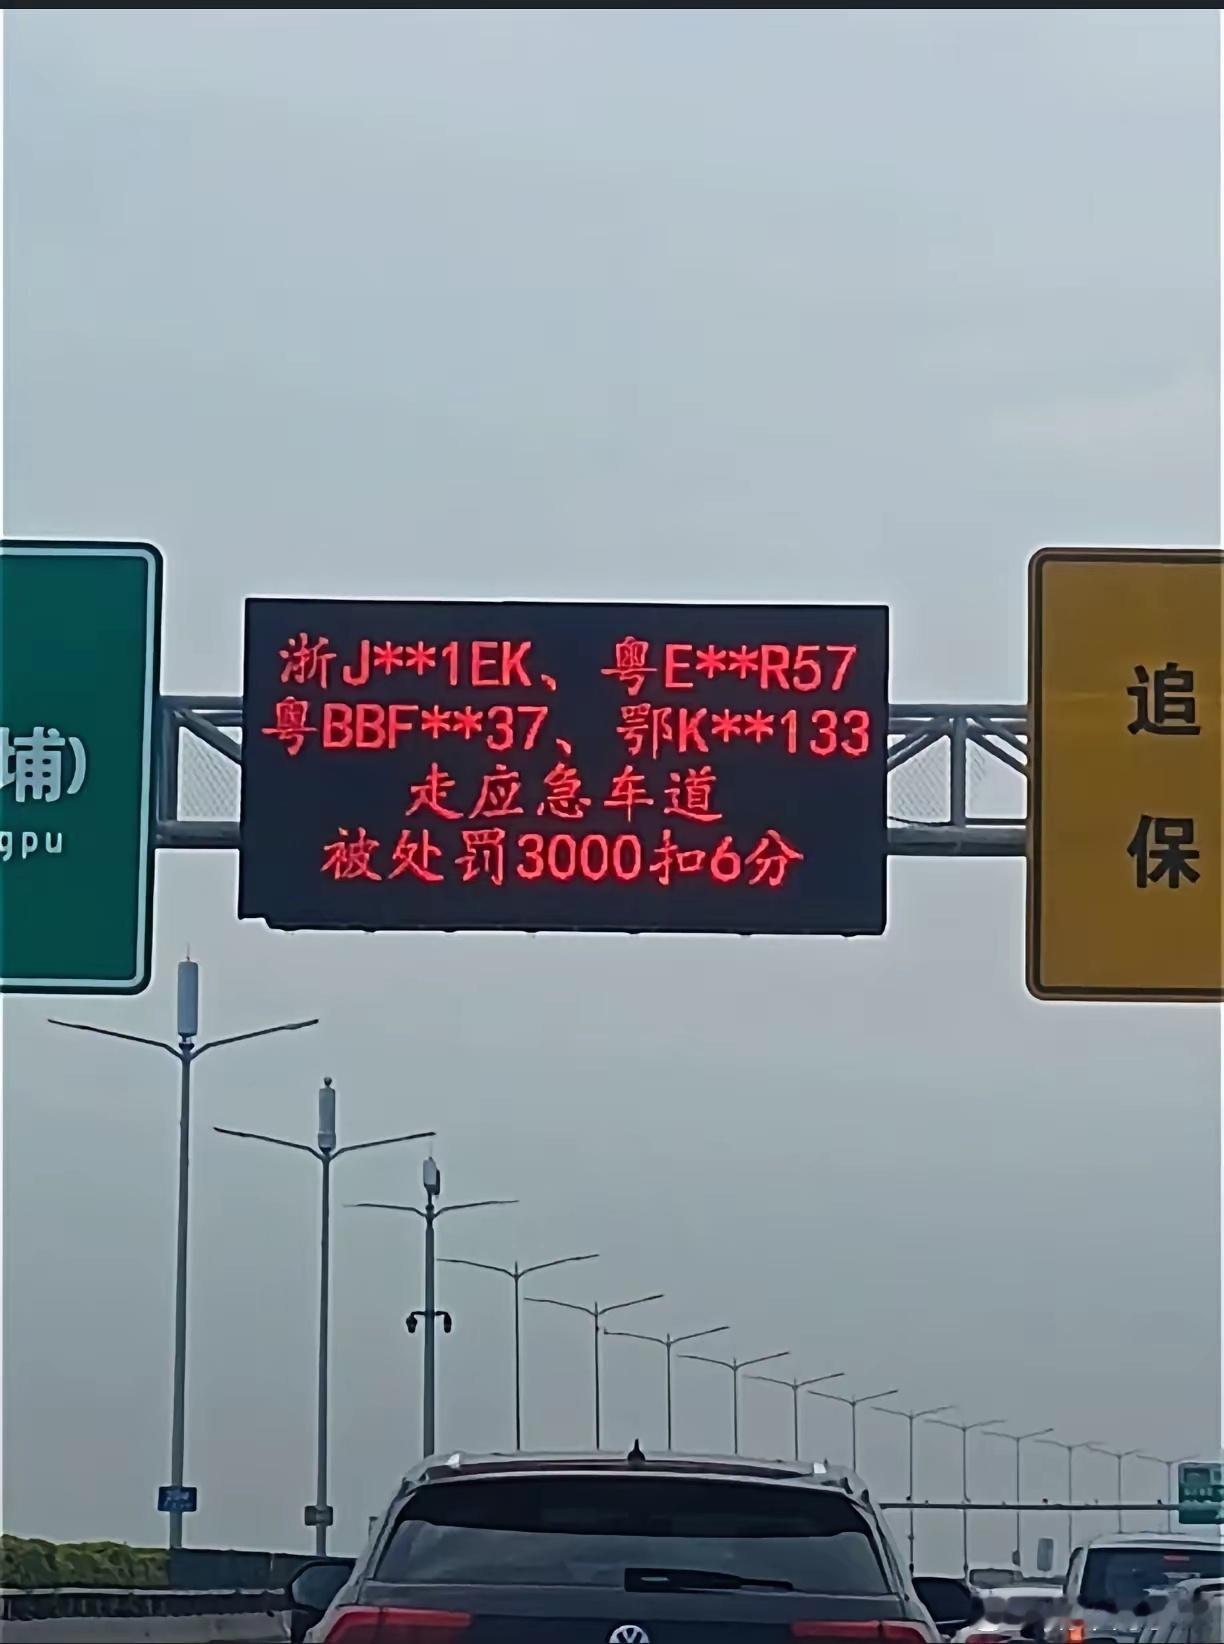 浙J**1EK、粤E**R57
粤BBF**37、鄂K**133
走应急车道
被处罚3000扣6分
埔)
gpu
追
保